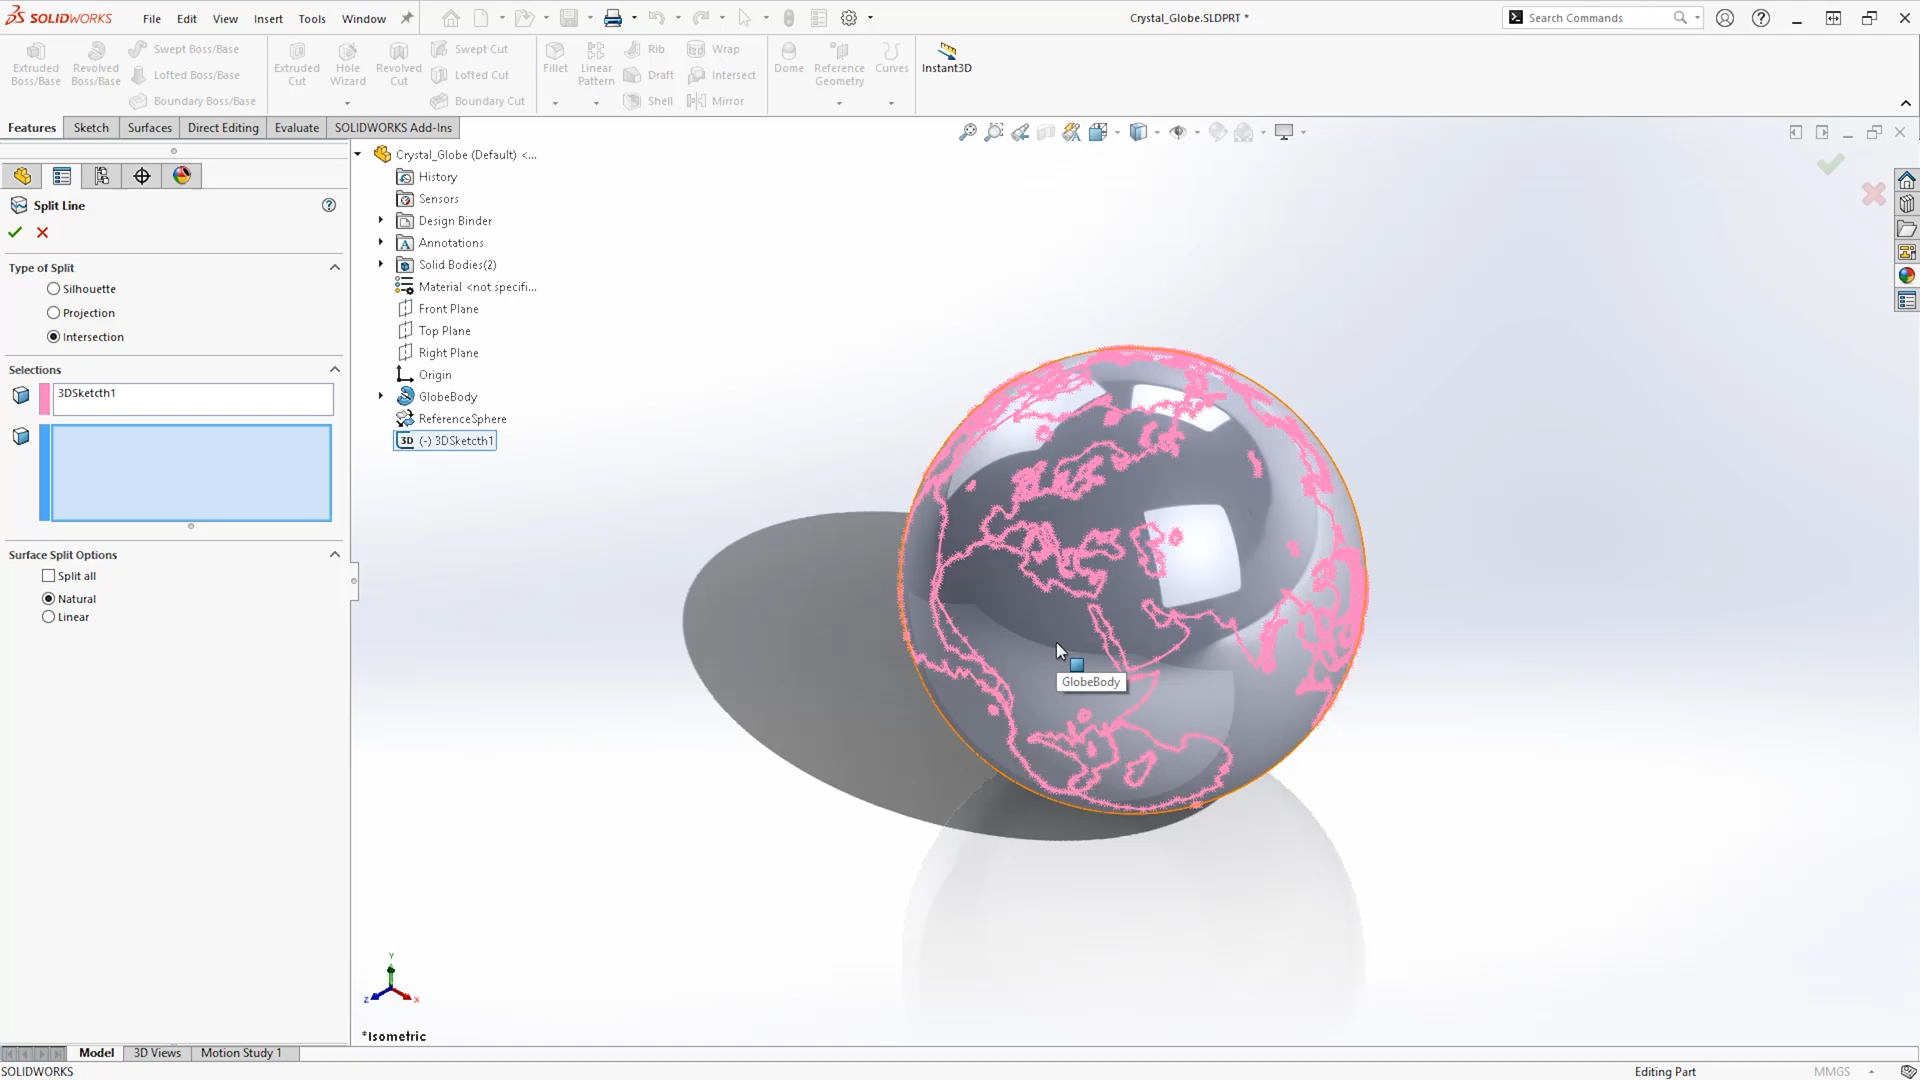 SOLIDWORKS File Edit View Insert Tools Window Crystal_Globe.SLDPRT * Search Commands
Extruded Boss/Base
Revolved Boss/Base
Swept Boss/Base
Lofted Boss/Base
Boundary Boss/Base
Extruded Cut
Hole Wizard
Revolved Cut
Swept Cut
Lofted Cut
Boundary Cut
Fillet
Linear Pattern
Rib
Draft
Shell
Wrap
Intersect
Mirror
Dome
Reference Geometry
Curves
Instant3D
Features Sketch Surfaces Direct Editing Evaluate SOLIDWORKS Add-Ins
Split Line
Type of Split
Silhouette
Projection
Intersection
Selections
3DSketcth1
Surface Split Options
Split all
Natural
Linear
Crystal_Globe (Default) <...
History
Sensors
Design Binder
Annotations
Solid Bodies(2)
Material <not specifi...
Front Plane
Top Plane
Right Plane
Origin
GlobeBody
ReferenceSphere
3D (-) 3DSketcth1
GlobeBody
Y
Z X
*Isometric
Model 3D Views Motion Study 1
SOLIDWORKS Editing Part MMGS